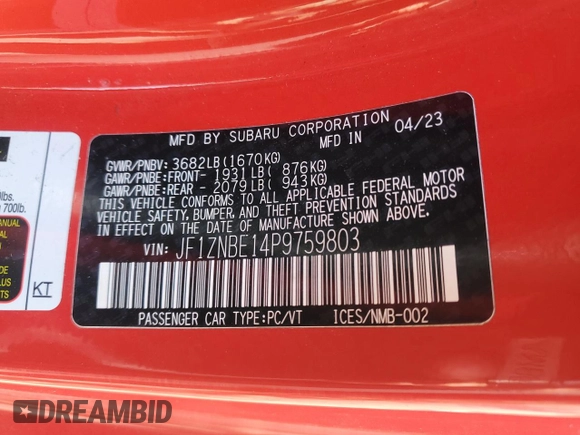 MFD BY SUBARU CORPORATION
MFD IN 04/23
GVWR/PNBV: 3682LB(1670KG)
GAWR/PNBE:FRONT- 1931LB( 876KG)
GAWR/PNBE:REAR - 2079LB( 943KG)
THIS VEHICLE CONFORMS TO ALL APPLICABLE FEDERAL MOTOR
VEHICLE SAFETY, BUMPER, AND THEFT PREVENTION STANDARDS
IN EFFECT ON THE DATE OF MANUFACTURE SHOWN ABOVE.
VIN: JF1ZNBE14P9759803
PASSENGER CAR TYPE:PC/VT ICES/NMB-002
lbs.
700lb.
MANUAL
KT
DREAMBID